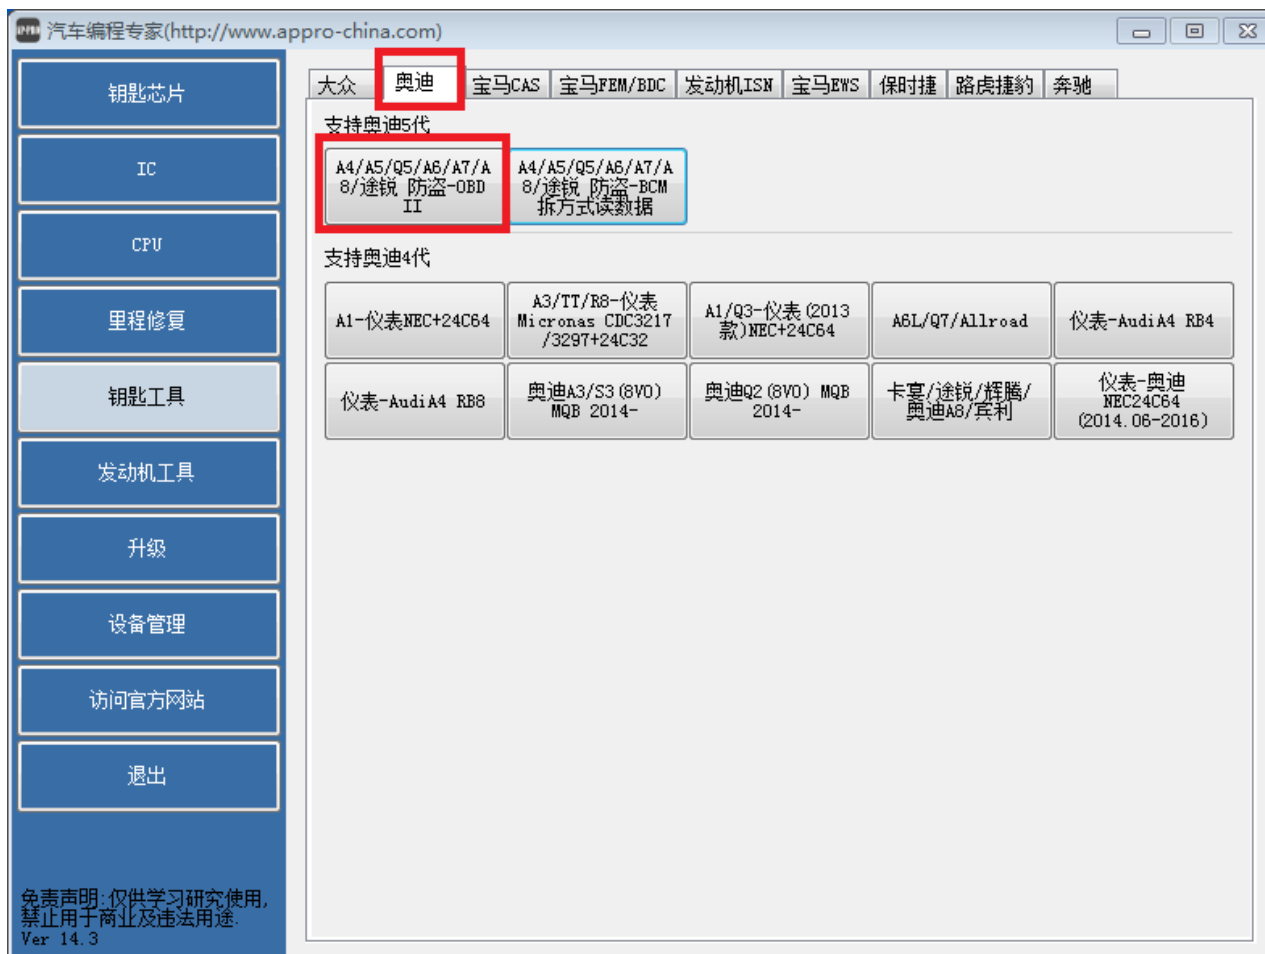 汽车编程专家(http://www.appro-china.com)
钥匙芯片
IC
CPU
里程修复
钥匙工具
发动机工具
升级
设备管理
访问官方网站
退出
免责声明:仅供学习研究使用,
禁止用于商业及违法用途.
Ver 14.3
大众 奥迪 宝马CAS 宝马FEM/BDC 发动机ISN 宝马EWS 保时捷 路虎捷豹 奔驰
支持奥迪5代
A4/A5/Q5/A6/A7/A
8/途锐 防盗-OBD
II
A4/A5/Q5/A6/A7/A
8/途锐 防盗-BCM
拆方式读数据
支持奥迪4代
A1-仪表NEC+24C64
A3/TT/R8-仪表
Micronas CDC3217
/3297+24C32
A1/Q3-仪表(2013
款)NEC+24C64
A6L/Q7/Allroad
仪表-AudiA4 RB4
仪表-AudiA4 RB8
奥迪A3/S3(8V0)
MQB 2014-
奥迪Q2(8V0) MQB
2014-
卡宴/途锐/辉腾/
奥迪A8/宾利
仪表-奥迪
NEC24C64
(2014.06-2016)